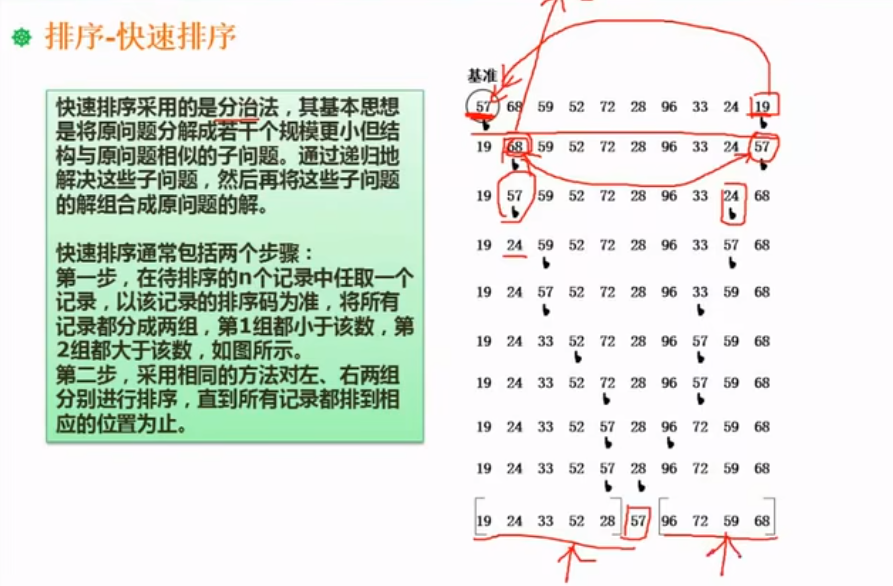 排序-快速排序
快速排序采用的是分治法，其基本思想
是将原问题分解成若干个规模更小但结
构与原问题相似的子问题。通过递归地
解决这些子问题，然后再将这些子问题
的解组合成原问题的解。
快速排序通常包括两个步骤：
第一步，在待排序的n个记录中任取一个
记录，以该记录的排序码为准，将所有
记录都分成两组，第1组都小于该数，第
2组都大于该数，如图所示。
第二步，采用相同的方法对左、右两组
分别进行排序，直到所有记录都排到相
应的位置为止。
基准
57 68 59 52 72 28 96 33 24 19
19 68 59 52 72 28 96 33 24 57
19 57 59 52 72 28 96 33 24 68
19 24 59 52 72 28 96 33 57 68
19 24 57 52 72 28 96 33 59 68
19 24 33 52 72 28 96 57 59 68
19 24 33 52 72 28 96 57 59 68
19 24 33 52 57 28 96 72 59 68
19 24 33 52 57 28 96 72 59 68
[19 24 33 52 28] 57 [96 72 59 68]